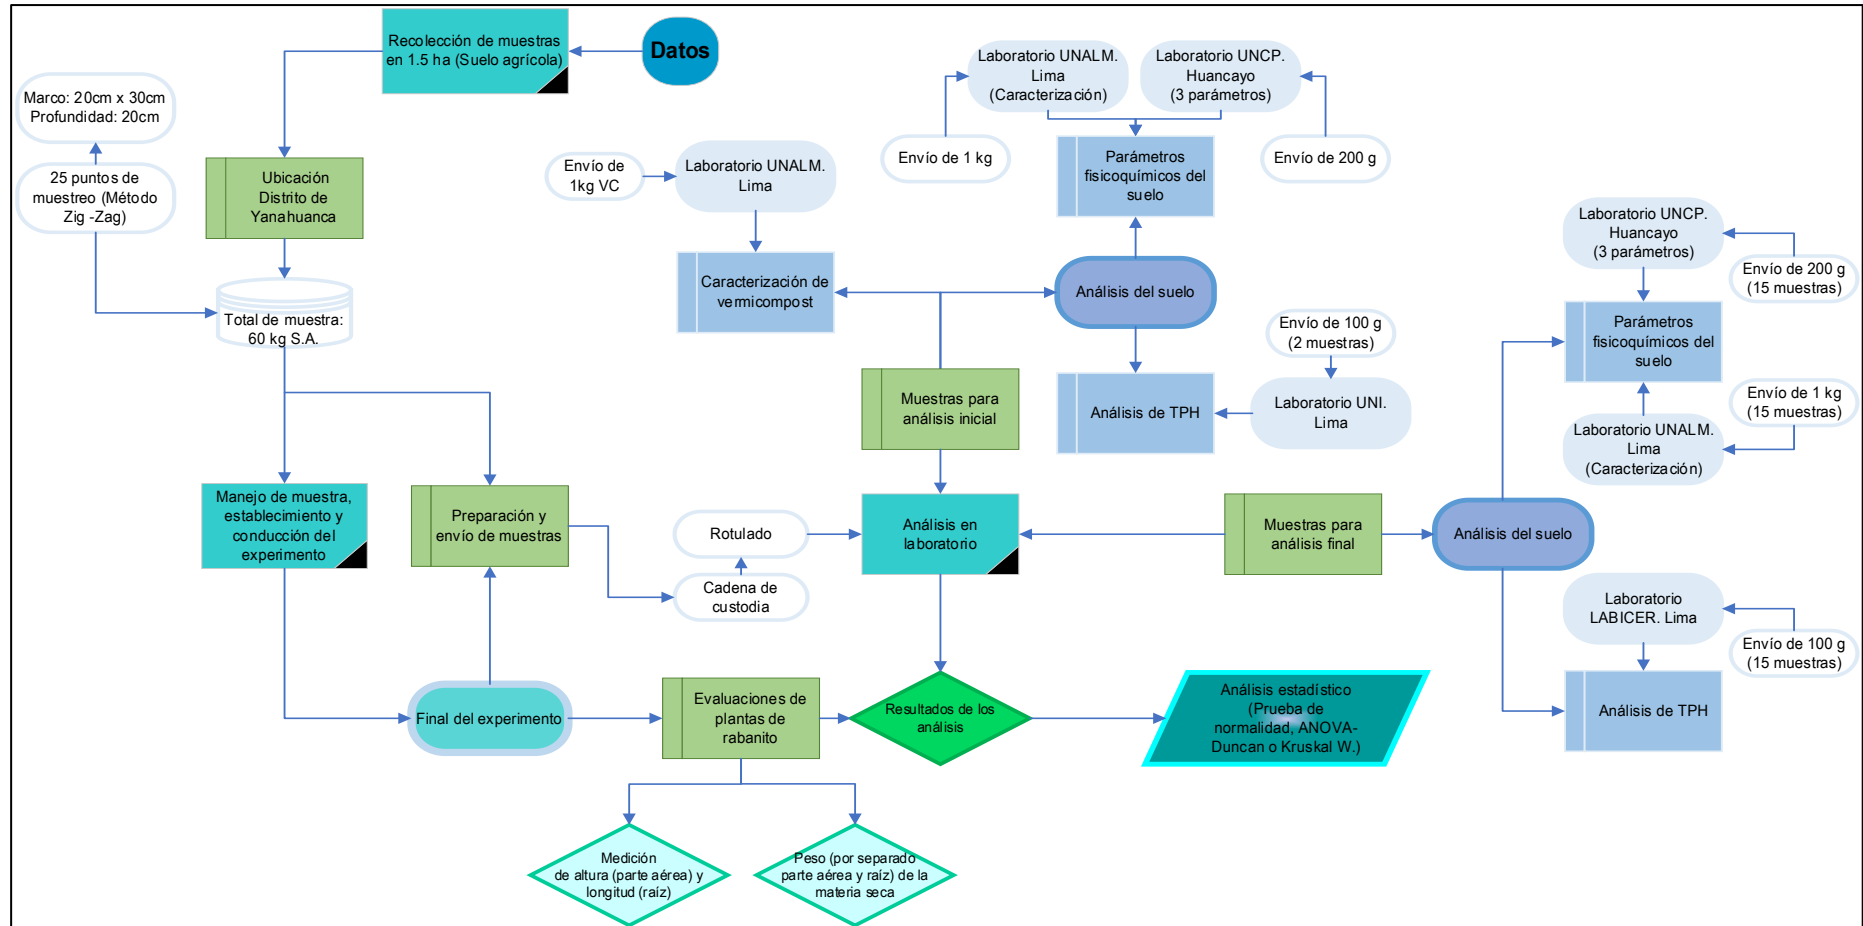 Recolección de muestras
en 1.5 ha (Suelo agrícola)
Datos
Marco: 20cm x 30cm
Profundidad: 20cm
25 puntos de
muestreo (Método
Zig -Zag)
Ubicación
Distrito de
Yanahuanca
Total de muestra:
60 kg S.A.
Manejo de muestra,
establecimiento y
conducción del
experimento
Preparación y
envío de muestras
Rotulado
Cadena de
custodia
Final del experimento
Evaluaciones de
plantas de
rabanito
Medición
de altura (parte aérea) y
longitud (raíz)
Peso (por separado
parte aérea y raíz) de la
materia seca
Envío de
1kg VC
Laboratorio UNALM.
Lima
Caracterización de
vermicompost
Laboratorio UNALM.
Lima
(Caracterización)
Laboratorio UNCP.
Huancayo
(3 parámetros)
Envío de 1 kg
Envío de 200 g
Parámetros
fisicoquímicos del
suelo
Análisis del suelo
Envío de 100 g
(2 muestras)
Laboratorio UNI.
Lima
Análisis de TPH
Muestras para
análisis inicial
Análisis en
laboratorio
Muestras para
análisis final
Resultados de los
análisis
Análisis estadístico
(Prueba de
normalidad, ANOVA-
Duncan o Kruskal W.)
Laboratorio UNCP.
Huancayo
(3 parámetros)
Envío de 200 g
(15 muestras)
Parámetros
fisicoquímicos del
suelo
Envío de 1 kg
(15 muestras)
Laboratorio UNALM.
Lima
(Caracterización)
Análisis del suelo
Laboratorio
LABICER. Lima
Envío de 100 g
(15 muestras)
Análisis de TPH